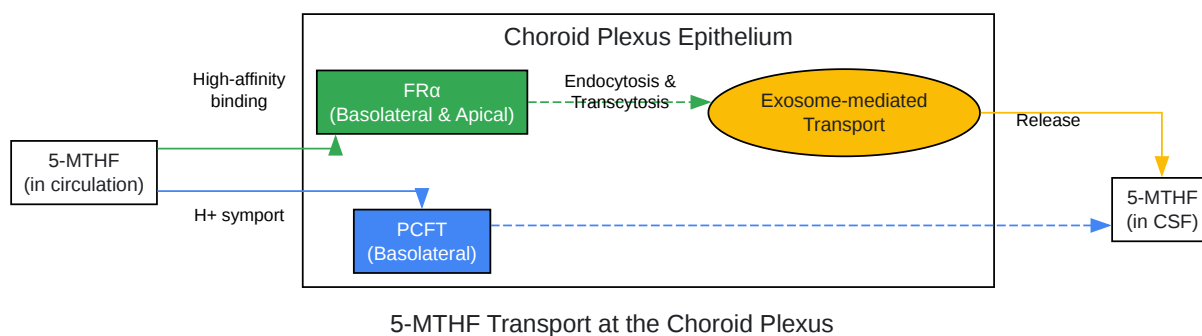 Choroid Plexus Epithelium
High-affinity
binding
FRα
(Basolateral & Apical)
Endocytosis &
Transcytosis
Exosome-mediated
Transport
Release
5-MTHF
(in circulation)
H+ symport
PCFT
(Basolateral)
5-MTHF
(in CSF)
5-MTHF Transport at the Choroid Plexus